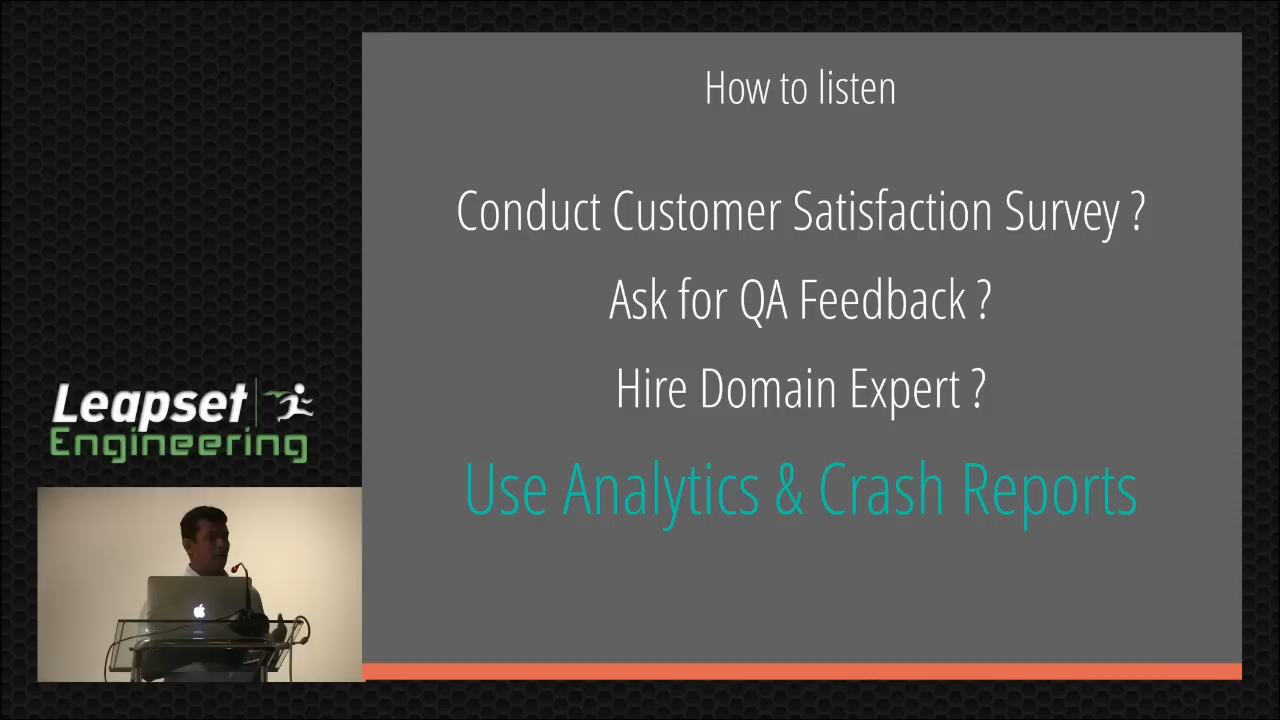 How to listen
Conduct Customer Satisfaction Survey ?
Ask for QA Feedback ?
Hire Domain Expert ?
Use Analytics & Crash Reports
Leapset
Engineering